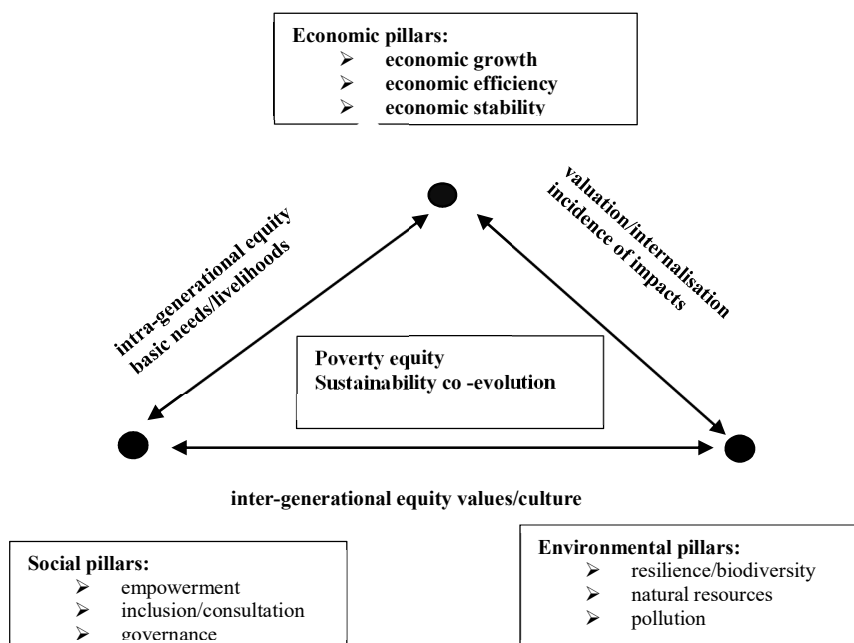 Economic pillars:
➢ economic growth
➢ economic efficiency
➢ economic stability
intra-generational equity
basic needs/livelihoods
valuation/internalisation
incidence of impacts
Poverty equity
Sustainability co -evolution
inter-generational equity values/culture
Social pillars:
➢ empowerment
➢ inclusion/consultation
➢ governance
Environmental pillars:
➢ resilience/biodiversity
➢ natural resources
➢ pollution